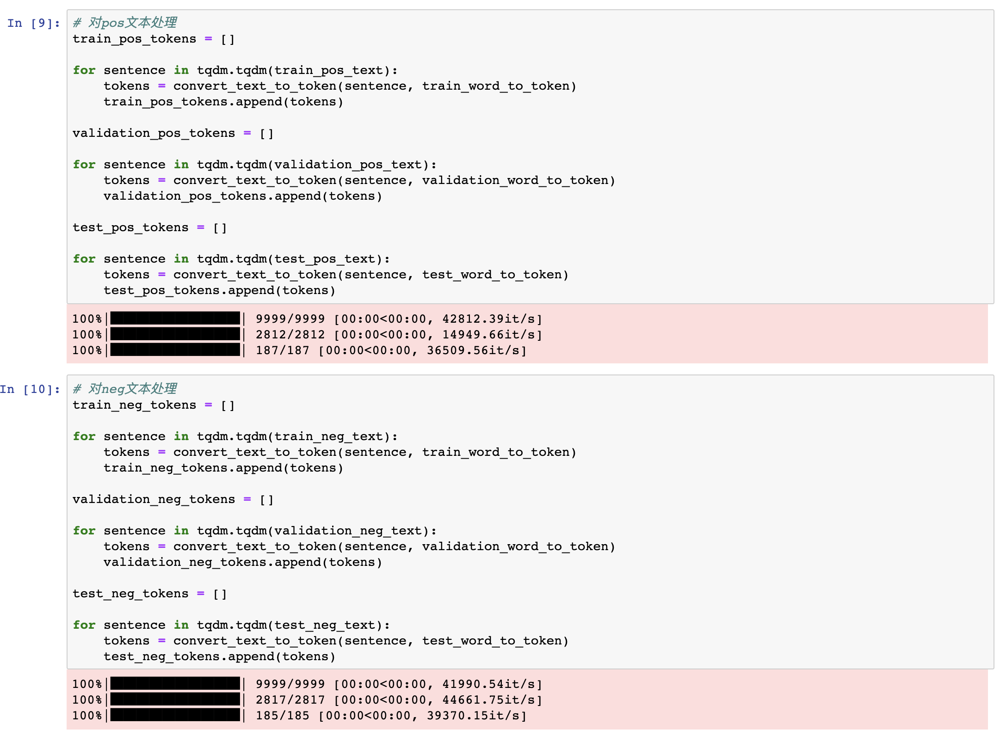 In [9]:
# 对pos文本处理
train_pos_tokens = []
for sentence in tqdm.tqdm(train_pos_text):
    tokens = convert_text_to_token(sentence, train_word_to_token)
    train_pos_tokens.append(tokens)
validation_pos_tokens = []
for sentence in tqdm.tqdm(validation_pos_text):
    tokens = convert_text_to_token(sentence, validation_word_to_token)
    validation_pos_tokens.append(tokens)
test_pos_tokens = []
for sentence in tqdm.tqdm(test_pos_text):
    tokens = convert_text_to_token(sentence, test_word_to_token)
    test_pos_tokens.append(tokens)
100%|██████████| 9999/9999 [00:00<00:00, 42812.39it/s]
100%|██████████| 2812/2812 [00:00<00:00, 14949.66it/s]
100%|██████████| 187/187 [00:00<00:00, 36509.56it/s]
In [10]:
# 对neg文本处理
train_neg_tokens = []
for sentence in tqdm.tqdm(train_neg_text):
    tokens = convert_text_to_token(sentence, train_word_to_token)
    train_neg_tokens.append(tokens)
validation_neg_tokens = []
for sentence in tqdm.tqdm(validation_neg_text):
    tokens = convert_text_to_token(sentence, validation_word_to_token)
    validation_neg_tokens.append(tokens)
test_neg_tokens = []
for sentence in tqdm.tqdm(test_neg_text):
    tokens = convert_text_to_token(sentence, test_word_to_token)
    test_neg_tokens.append(tokens)
100%|██████████| 9999/9999 [00:00<00:00, 41990.54it/s]
100%|██████████| 2817/2817 [00:00<00:00, 44661.75it/s]
100%|██████████| 185/185 [00:00<00:00, 39370.15it/s]